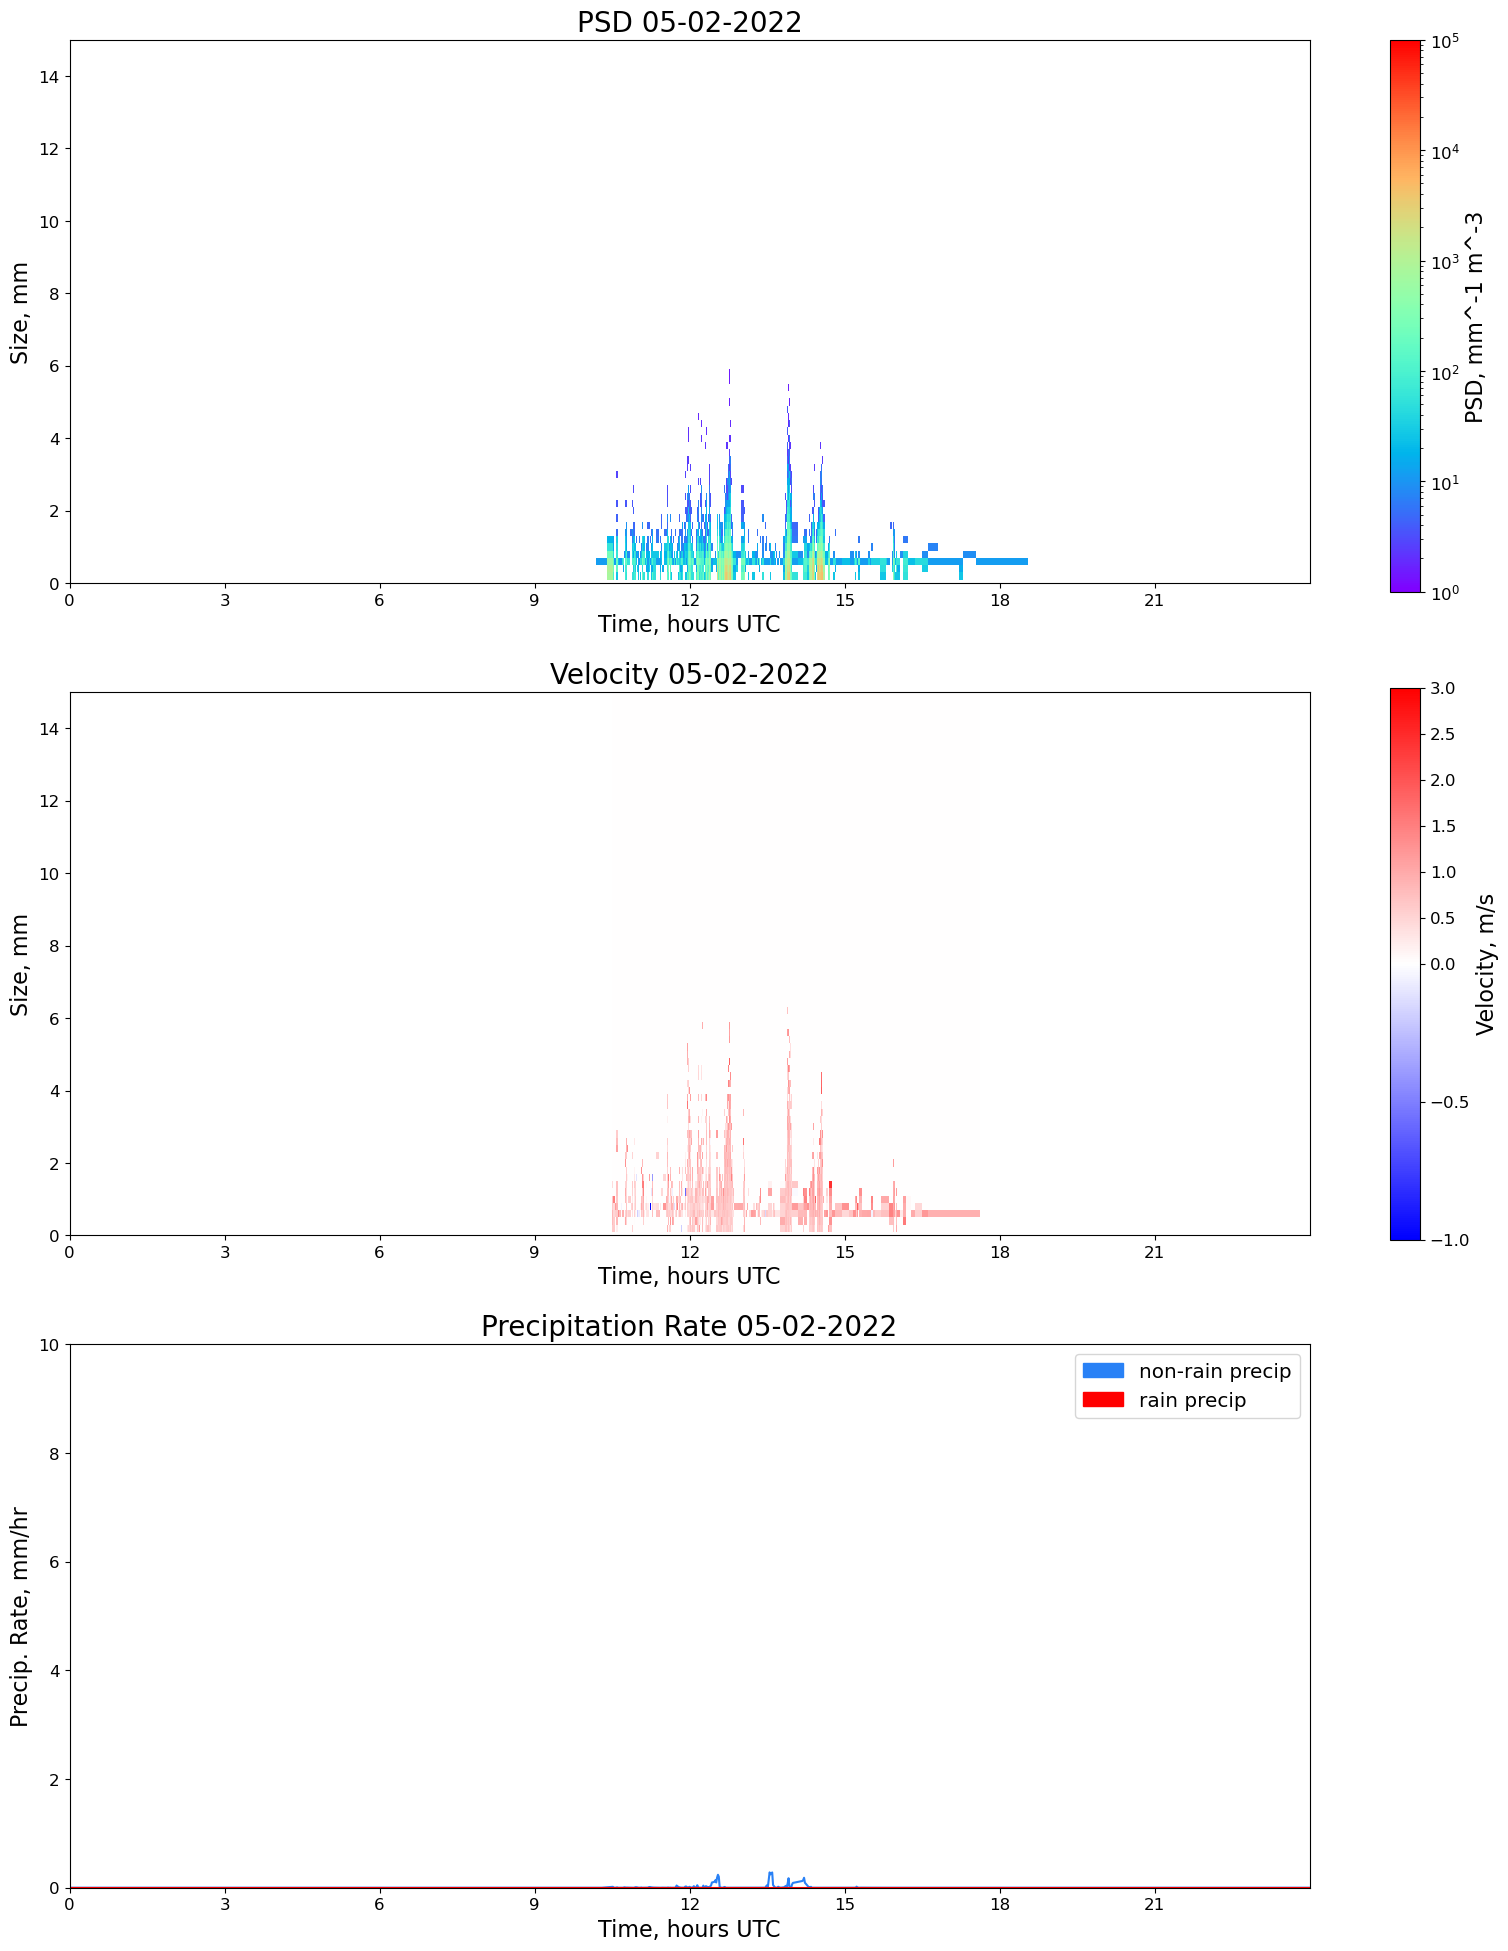 PSD 05-02-2022
14
12
10
8
6
4
2
0
Size, mm
0 3 6 9 12 15 18 21
Time, hours UTC
10^5
10^4
10^3
10^2
10^1
10^0
PSD, mm^-1 m^-3
Velocity 05-02-2022
14
12
10
8
6
4
2
0
Size, mm
0 3 6 9 12 15 18 21
Time, hours UTC
3.0
2.5
2.0
1.5
1.0
0.5
0.0
−0.5
−1.0
Velocity, m/s
Precipitation Rate 05-02-2022
10
8
6
4
2
0
Precip. Rate, mm/hr
non-rain precip
rain precip
0 3 6 9 12 15 18 21
Time, hours UTC